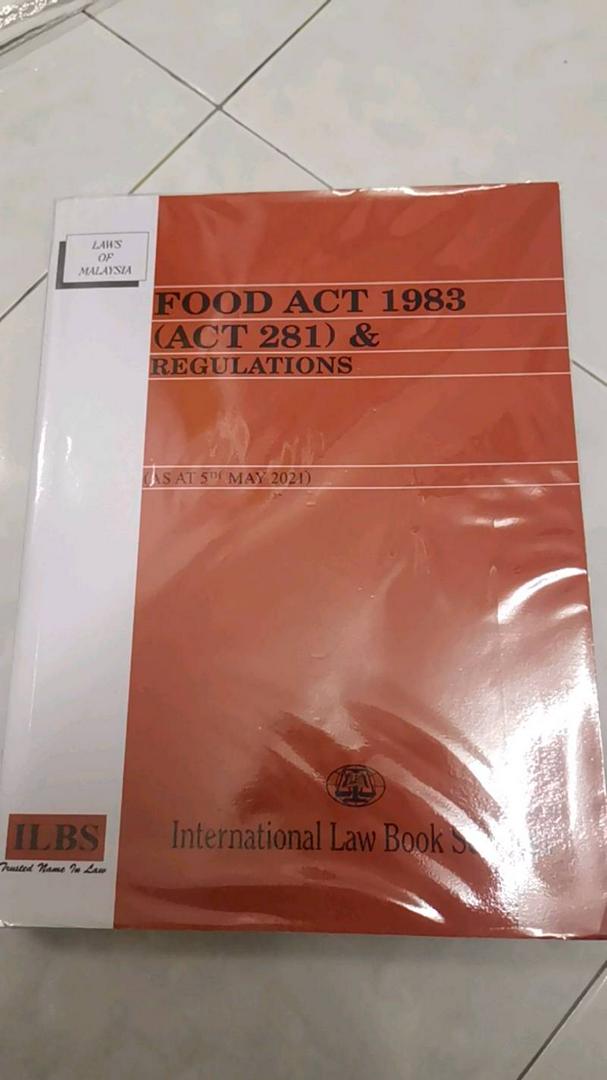 LAWS
OF
MALAYSIA
FOOD ACT 1983
(ACT 281) &
REGULATIONS
(AS AT 5TH MAY 2021)
International Law Book
ILBS
Trusted Name In Law